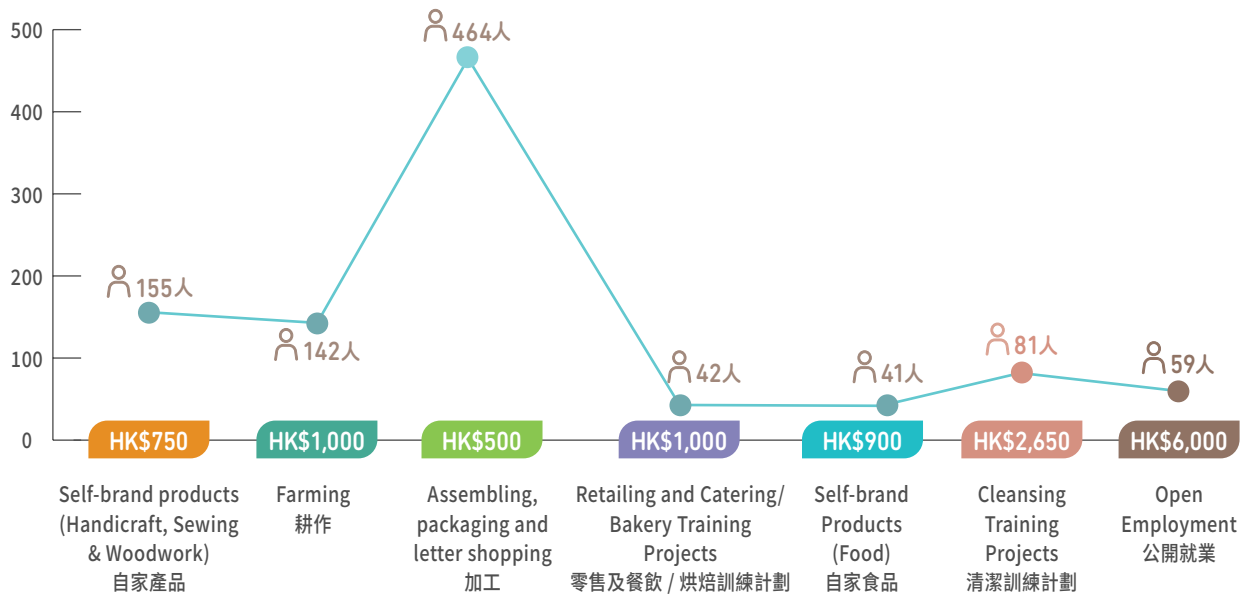 500
400
300
200
100
0
155人
142人
464人
42人
41人
81人
59人
HK$750
HK$1,000
HK$500
HK$1,000
HK$900
HK$2,650
HK$6,000
Self-brand products
(Handicraft, Sewing
& Woodwork)
自家產品
Farming
耕作
Assembling,
packaging and
letter shopping
加工
Retailing and Catering/
Bakery Training
Projects
零售及餐飲 / 烘焙訓練計劃
Self-brand
Products
(Food)
自家食品
Cleansing
Training
Projects
清潔訓練計劃
Open
Employment
公開就業